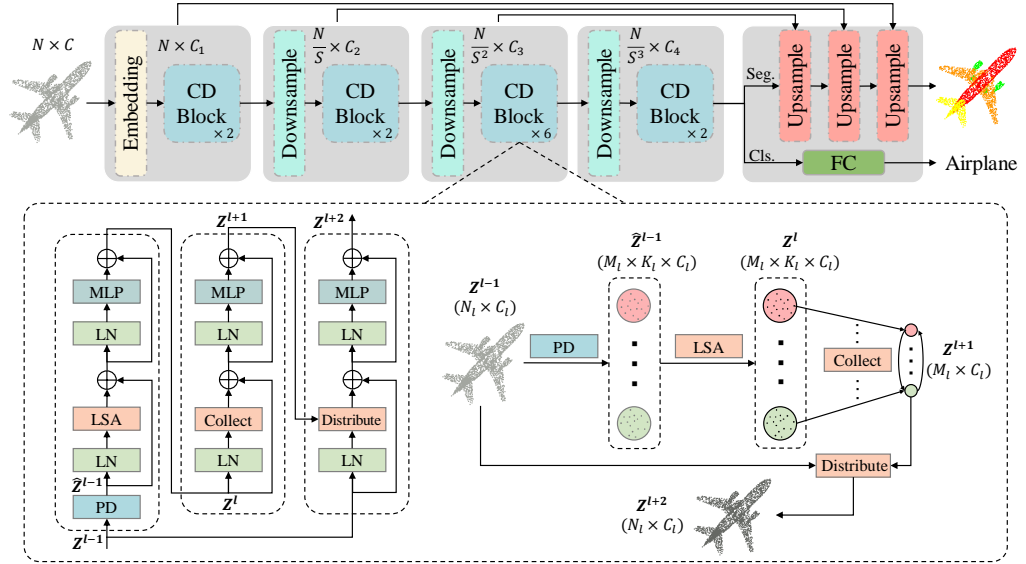 N × C
N × C₁
N/S × C₂
N/S² × C₃
N/S³ × C₄
Embedding
CD Block × 2
Downsample
CD Block × 2
Downsample
CD Block × 6
Downsample
CD Block × 2
Seg.
Cls.
Upsample
Upsample
Upsample
FC
Airplane
Z^{l+1}
Z^{l+2}
MLP
LN
LSA
LN
Ẑ^{l-1}
PD
Z^{l-1}
MLP
LN
Collect
LN
Z^l
MLP
LN
Distribute
LN
Z^{l-1}
(N_l × C_l)
PD
Ẑ^{l-1}
(M_l × K_l × C_l)
LSA
Z^l
(M_l × K_l × C_l)
Collect
Z^{l+1}
(M_l × C_l)
Distribute
Z^{l+2}
(N_l × C_l)